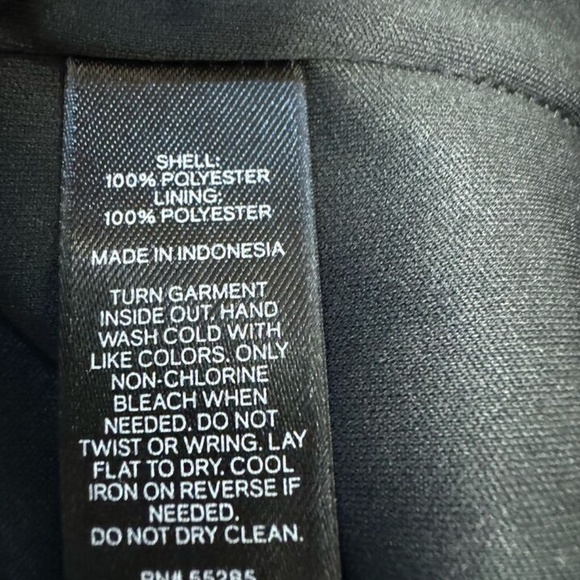 SHELL:
100% POLYESTER
LINING:
100% POLYESTER
MADE IN INDONESIA
TURN GARMENT
INSIDE OUT. HAND
WASH COLD WITH
LIKE COLORS. ONLY
NON-CHLORINE
BLEACH WHEN
NEEDED. DO NOT
TWIST OR WRING. LAY
FLAT TO DRY. COOL
IRON ON REVERSE IF
NEEDED.
DO NOT DRY CLEAN.
RN# 55285